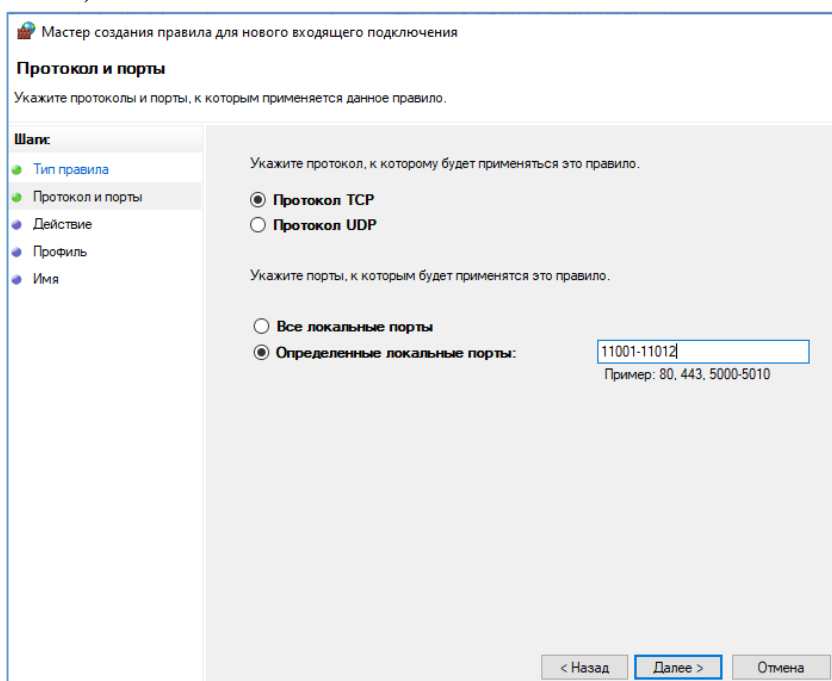 Мастер создания правила для нового входящего подключения
Протокол и порты
Укажите протоколы и порты, к которым применяется данное правило.
Шаги:
Тип правила
Протокол и порты
Действие
Профиль
Имя
Укажите протокол, к которому будет применяться это правило.
Протокол TCP
Протокол UDP
Укажите порты, к которым будет применятся это правило.
Все локальные порты
Определенные локальные порты:
11001-11012
Пример: 80, 443, 5000-5010
< Назад
Далее >
Отмена